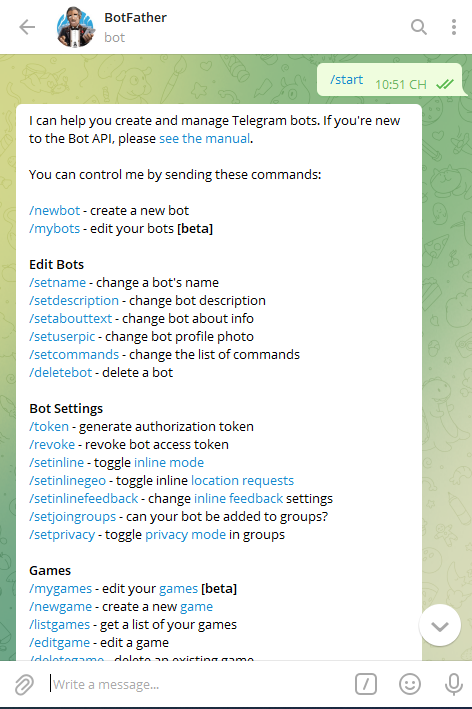 BotFather
bot
/start 10:51 CH
I can help you create and manage Telegram bots. If you're new
to the Bot API, please see the manual.
You can control me by sending these commands:
/newbot - create a new bot
/mybots - edit your bots [beta]
Edit Bots
/setname - change a bot's name
/setdescription - change bot description
/setabouttext - change bot about info
/setuserpic - change bot profile photo
/setcommands - change the list of commands
/deletebot - delete a bot
Bot Settings
/token - generate authorization token
/revoke - revoke bot access token
/setinline - toggle inline mode
/setinlinegeo - toggle inline location requests
/setinlinefeedback - change inline feedback settings
/setjoingroups - can your bot be added to groups?
/setprivacy - toggle privacy mode in groups
Games
/mygames - edit your games [beta]
/newgame - create a new game
/listgames - get a list of your games
/editgame - edit a game
/deletegame - delete an existing game
Write a message...